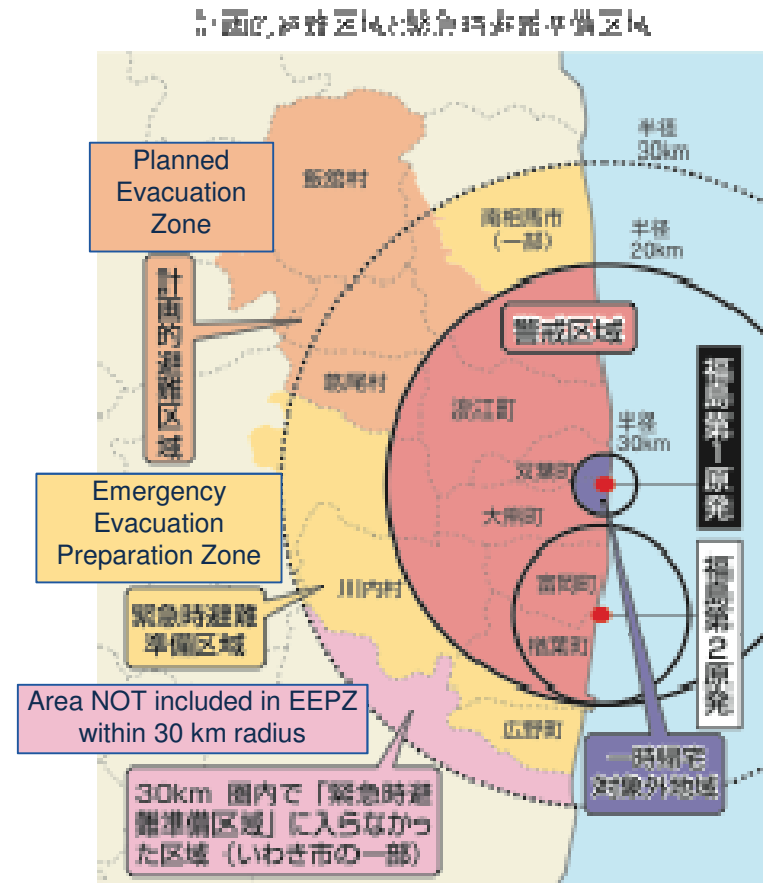 計画的避難区域と緊急時避難準備区域
半径
30km
Planned
Evacuation
Zone
飯舘村
南相馬市
(一部)
半径
20km
計画的避難区域
警戒区域
葛尾村
浪江町
半径
30km
福島第1原発
双葉町
Emergency
Evacuation
Preparation Zone
大熊町
川内村
富岡町
福島第2原発
緊急時避難
準備区域
楢葉町
Area NOT included in EEPZ
within 30 km radius
広野町
一時帰宅
対象外地域
30km 圏内で「緊急時避
難準備区域」に入らなかっ
た区域（いわき市の一部）